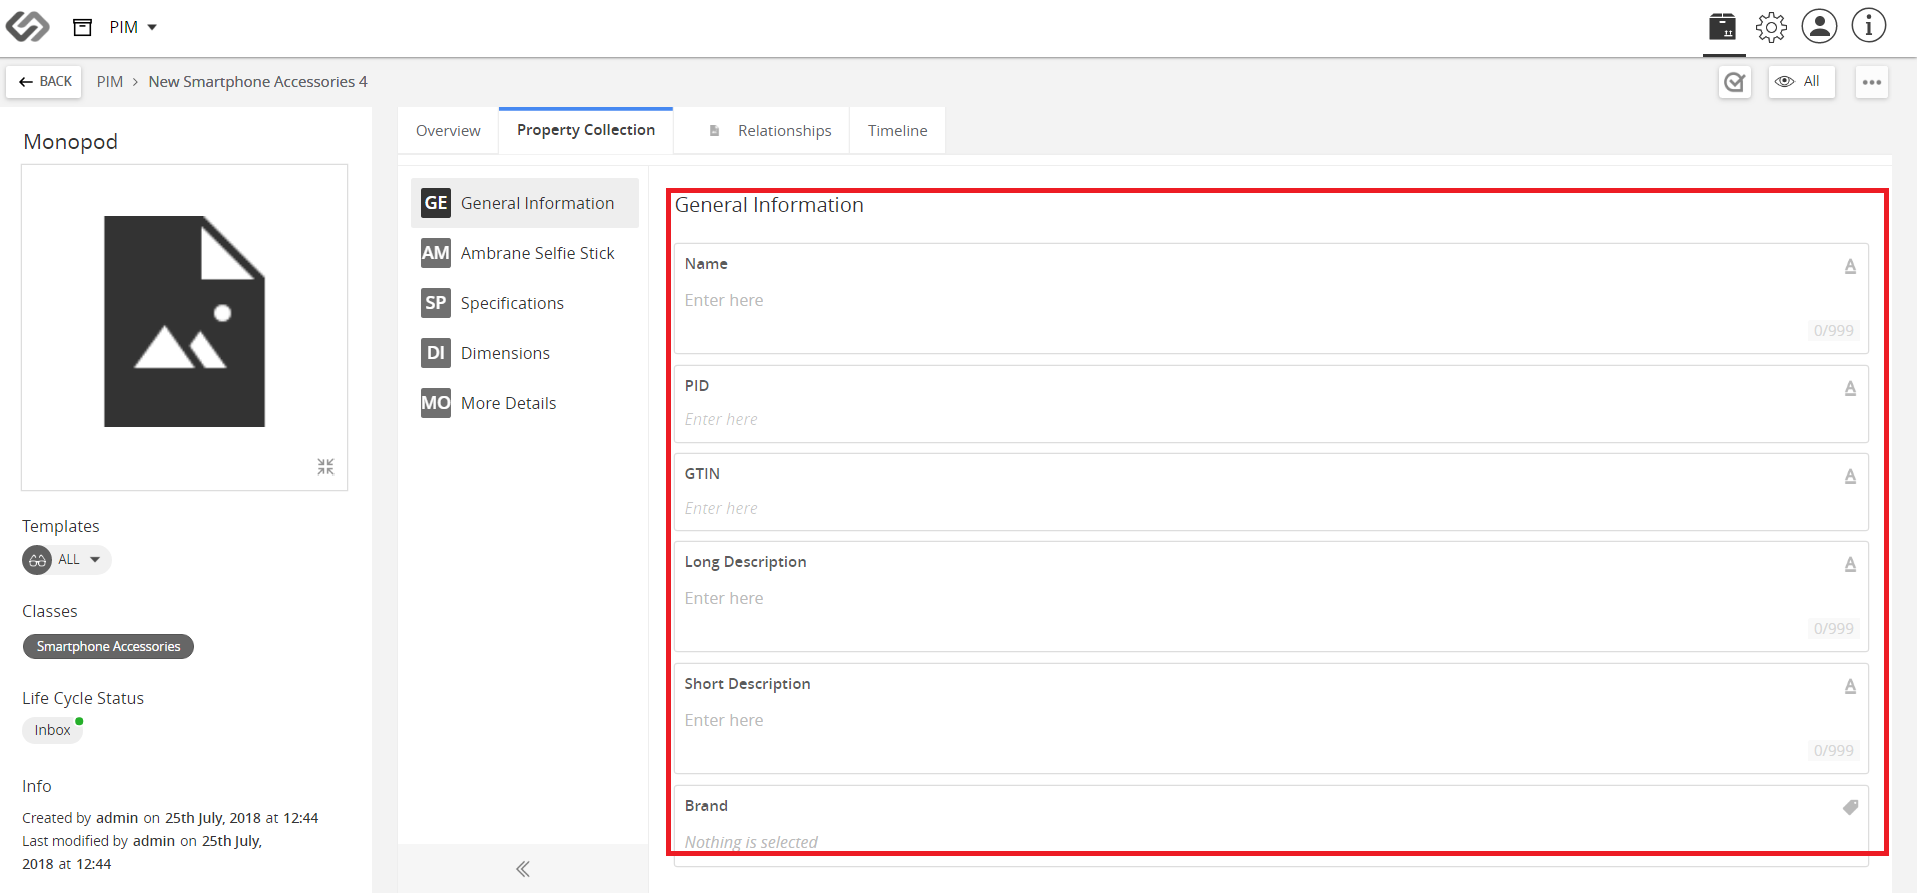 PIM
BACK
PIM > New Smartphone Accessories 4
All
Monopod
Templates
ALL
Classes
Smartphone Accessories
Life Cycle Status
Inbox
Info
Created by admin on 25th July, 2018 at 12:44
Last modified by admin on 25th July,
2018 at 12:44
Overview
Property Collection
Relationships
Timeline
GE General Information
AM Ambrane Selfie Stick
SP Specifications
DI Dimensions
MO More Details
General Information
Name
A
Enter here
0/999
PID
A
Enter here
GTIN
A
Enter here
Long Description
A
Enter here
0/999
Short Description
A
Enter here
0/999
Brand
Nothing is selected